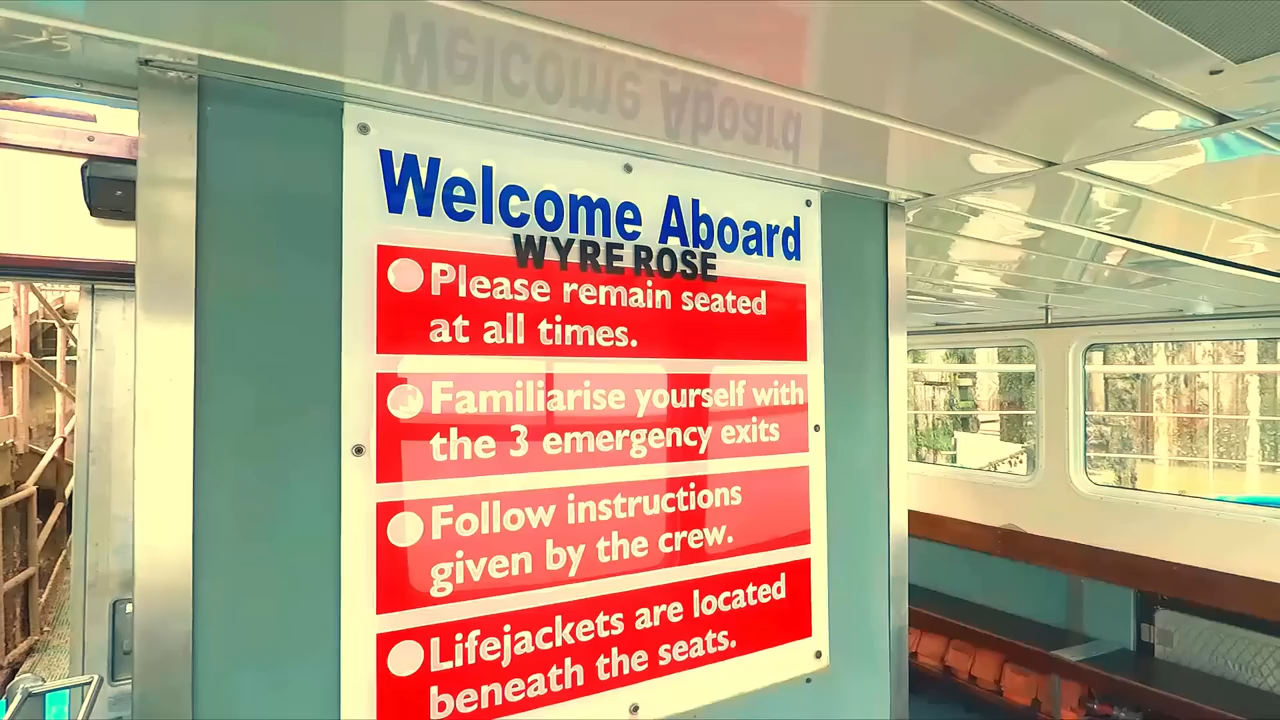 Welcome Aboard
WYRE ROSE
Please remain seated
at all times.
Familiarise yourself with
the 3 emergency exits
Follow instructions
given by the crew.
Lifejackets are located
beneath the seats.